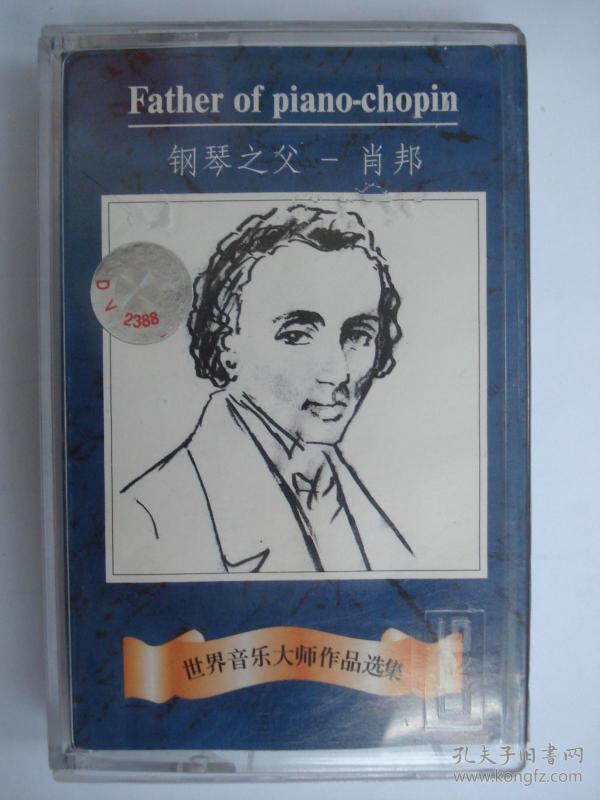 Father of piano-chopin
钢琴之父 - 肖邦
D V
2388
世界音乐大师作品选集
孔夫子旧書网
www.kongfz.com